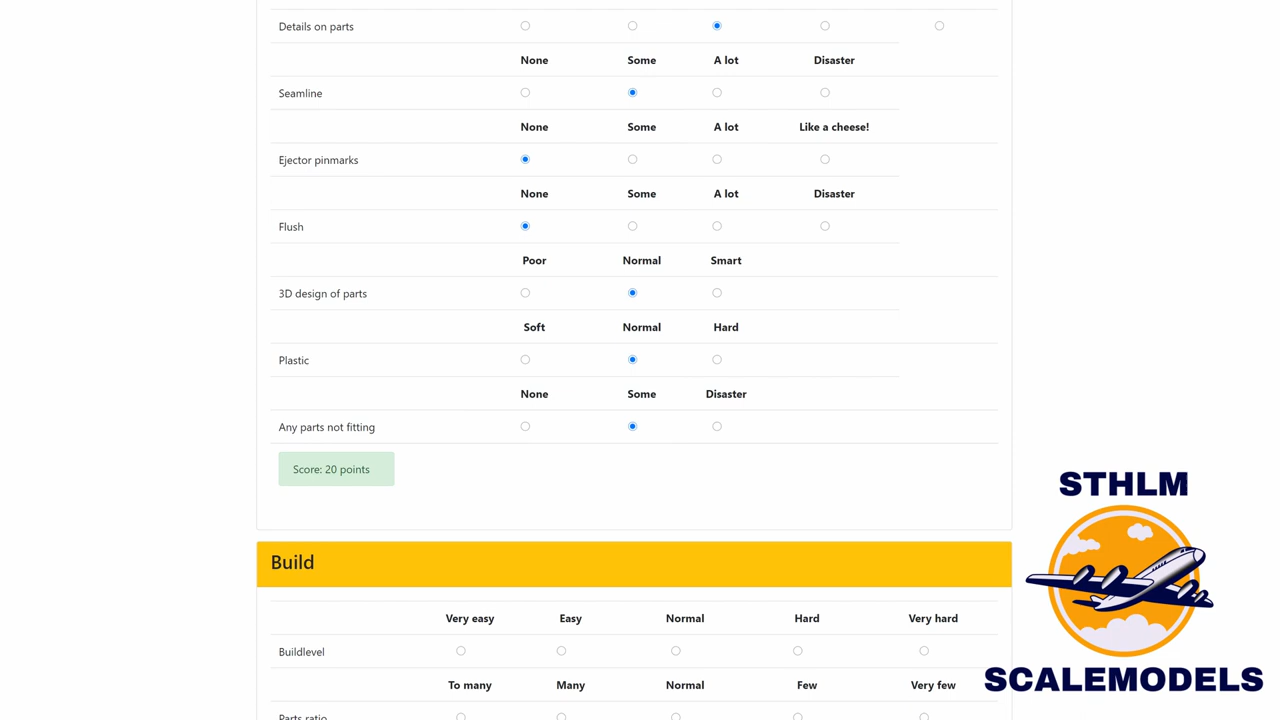 Details on parts
None Some A lot Disaster
Seamline
None Some A lot Like a cheese!
Ejector pinmarks
None Some A lot Disaster
Flush
Poor Normal Smart
3D design of parts
Soft Normal Hard
Plastic
None Some Disaster
Any parts not fitting
Score: 20 points
Build
Very easy Easy Normal Hard Very hard
Buildlevel
To many Many Normal Few Very few
Parts ratio
STHLM
SCALEMODELS